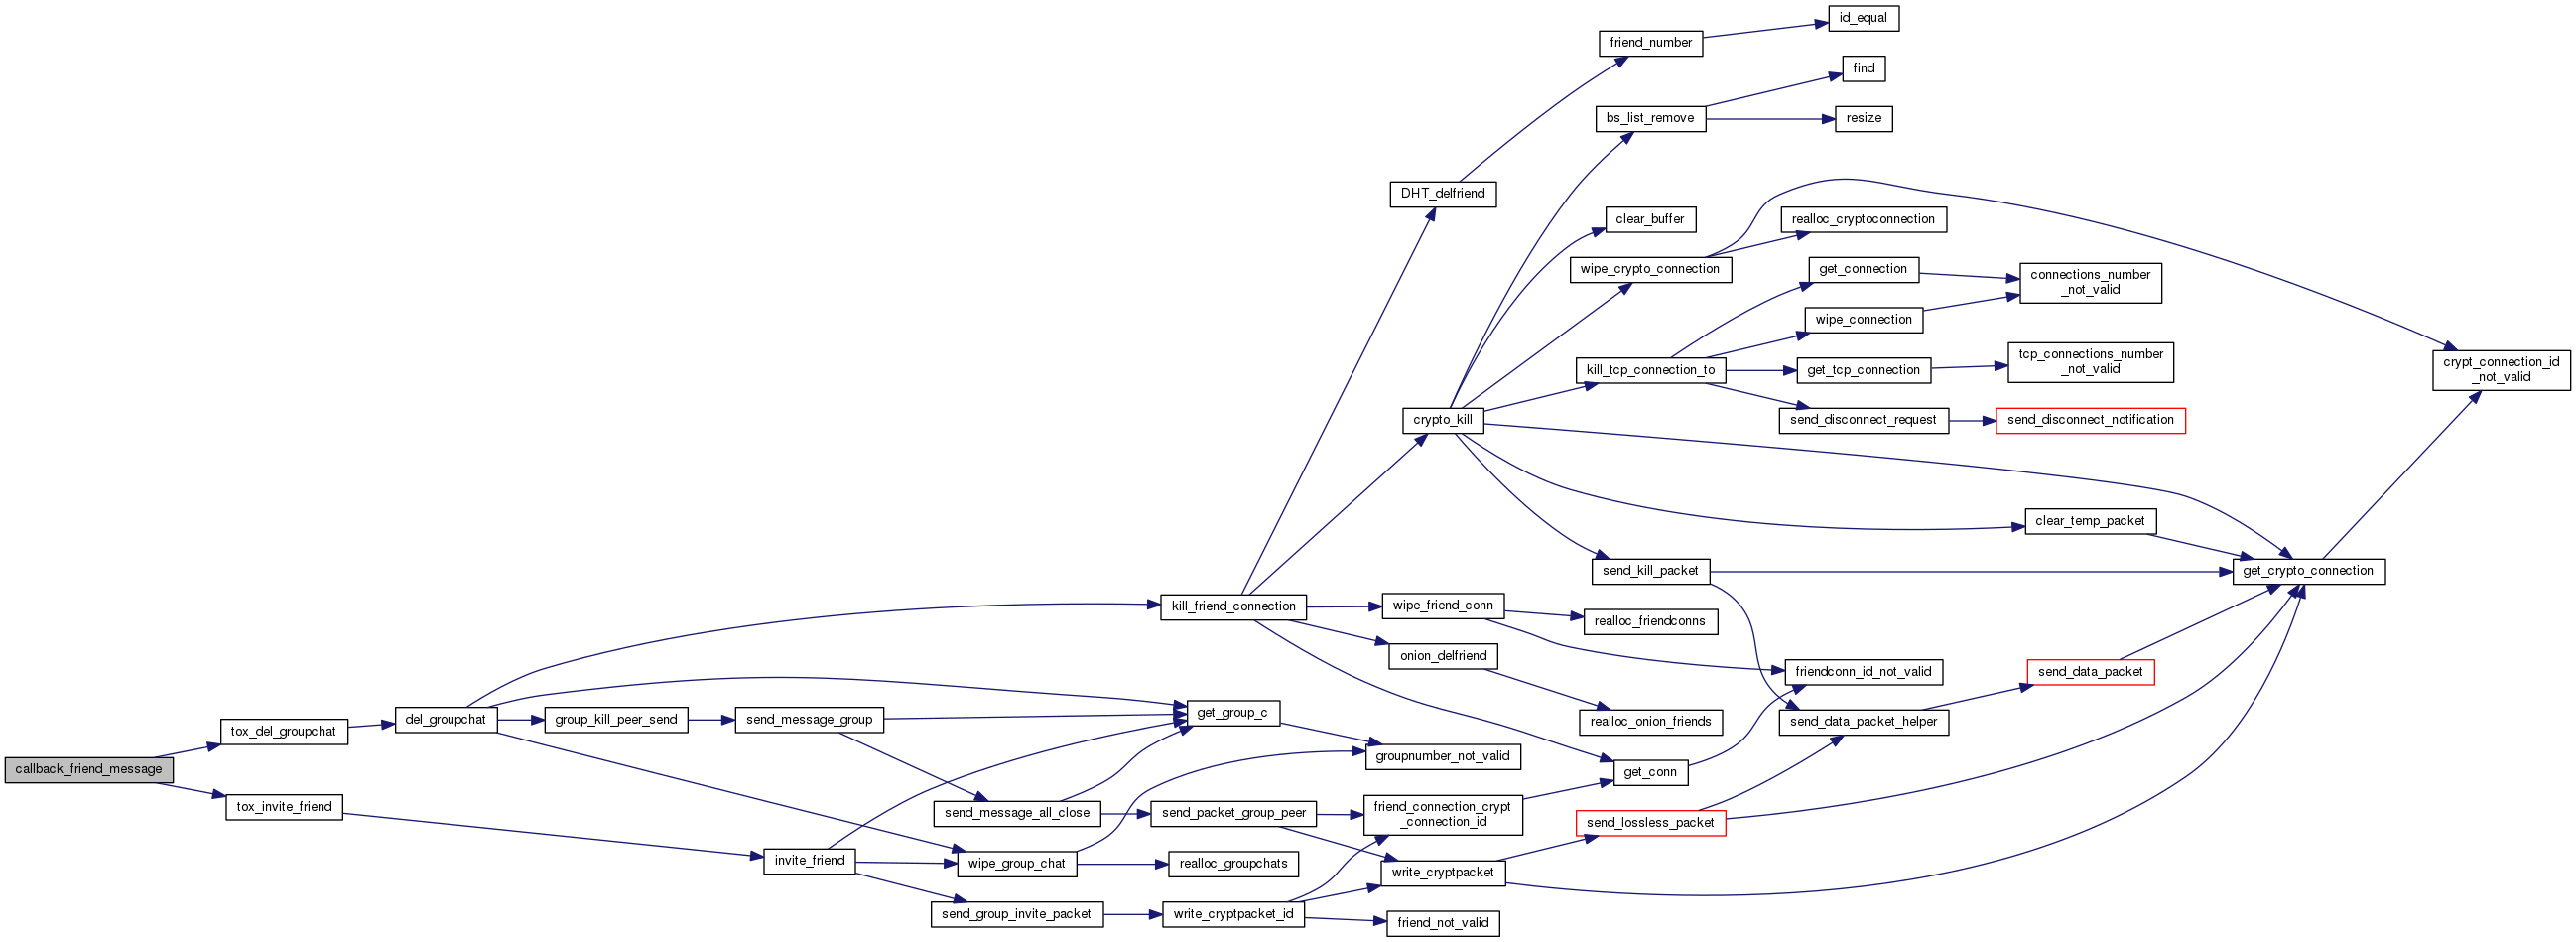 id_equal
friend_number
find
bs_list_remove
resize
DHT_delfriend
clear_buffer
realloc_cryptoconnection
wipe_crypto_connection
get_connection
connections_number
_not_valid
wipe_connection
tcp_connections_number
_not_valid
kill_tcp_connection_to
get_tcp_connection
crypt_connection_id
_not_valid
crypto_kill
send_disconnect_request
send_disconnect_notification
clear_temp_packet
send_kill_packet
get_crypto_connection
kill_friend_connection
wipe_friend_conn
realloc_friendconns
onion_delfriend
friendconn_id_not_valid
send_data_packet
del_groupchat
group_kill_peer_send
send_message_group
get_group_c
realloc_onion_friends
send_data_packet_helper
tox_del_groupchat
groupnumber_not_valid
callback_friend_message
get_conn
tox_invite_friend
send_message_all_close
send_packet_group_peer
friend_connection_crypt
_connection_id
send_lossless_packet
invite_friend
wipe_group_chat
realloc_groupchats
write_cryptpacket
send_group_invite_packet
write_cryptpacket_id
friend_not_valid